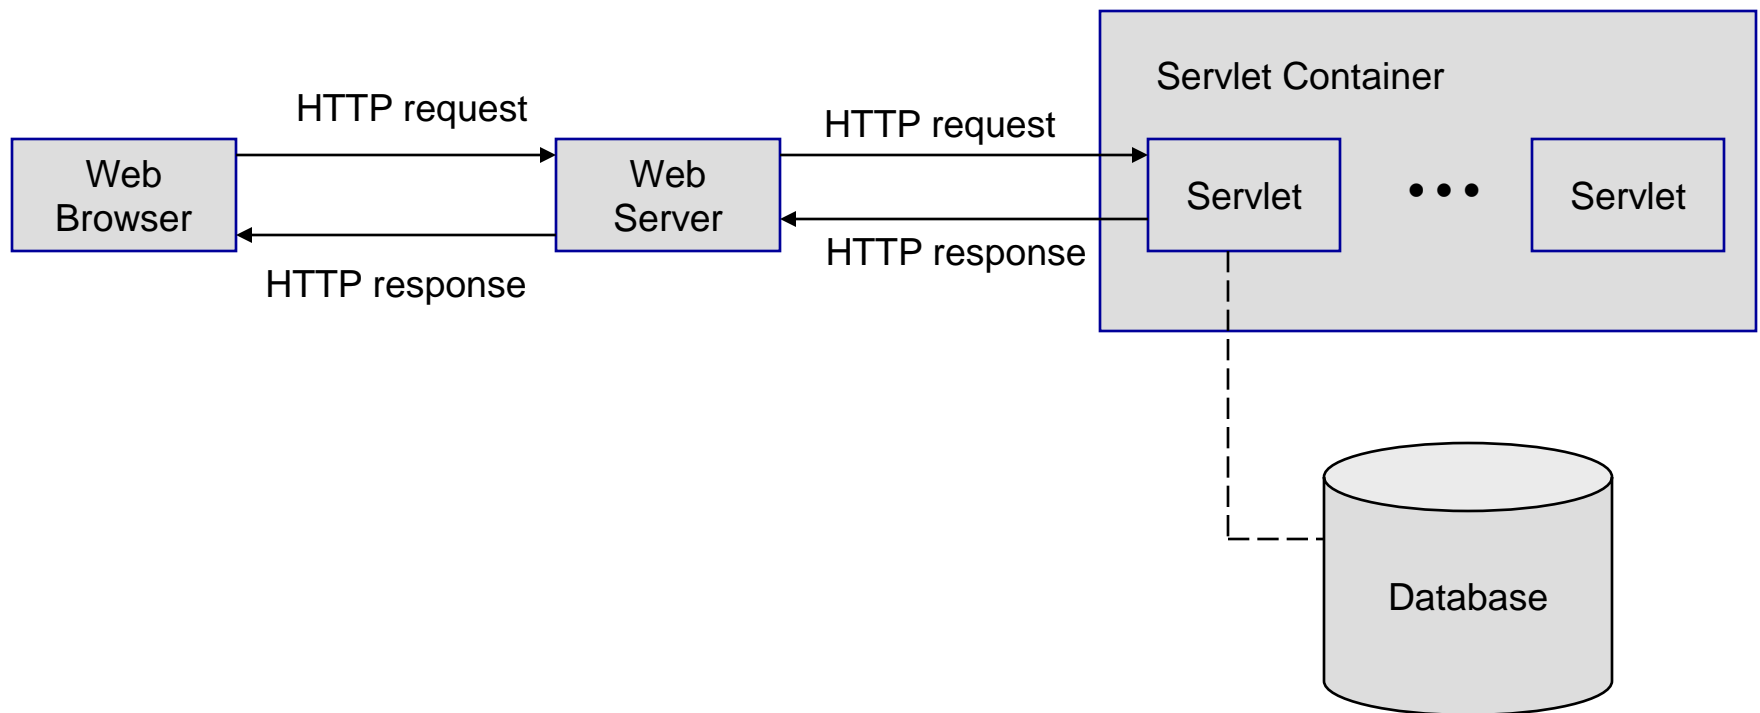 Servlet Container
HTTP request
HTTP request
Web
Browser
Web
Server
Servlet
•••
Servlet
HTTP response
HTTP response
Database